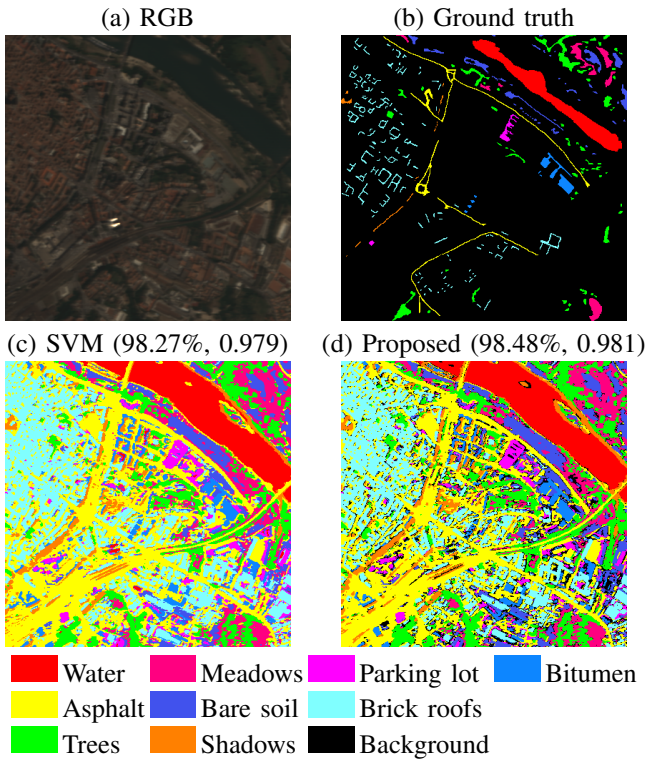 (a) RGB
(b) Ground truth
(c) SVM (98.27%, 0.979)
(d) Proposed (98.48%, 0.981)
Water Meadows Parking lot Bitumen
Asphalt Bare soil Brick roofs
Trees Shadows Background